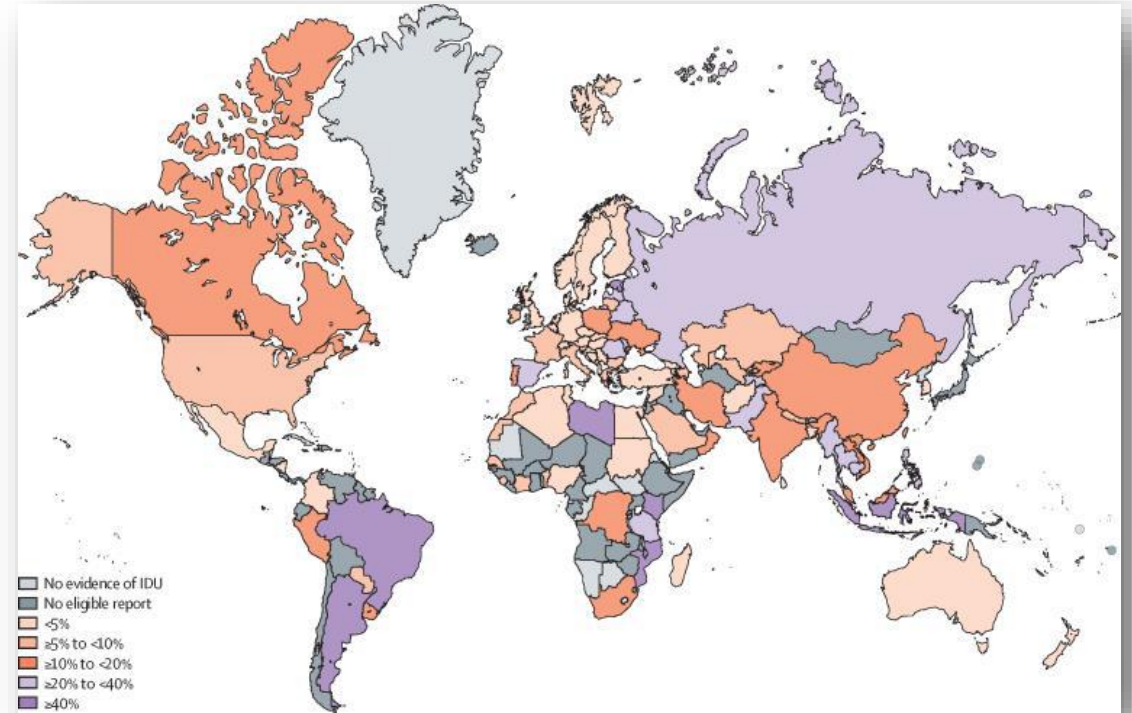 No evidence of IDU
No eligible report
<5%
≥5% to <10%
≥10% to <20%
≥20% to <40%
≥40%